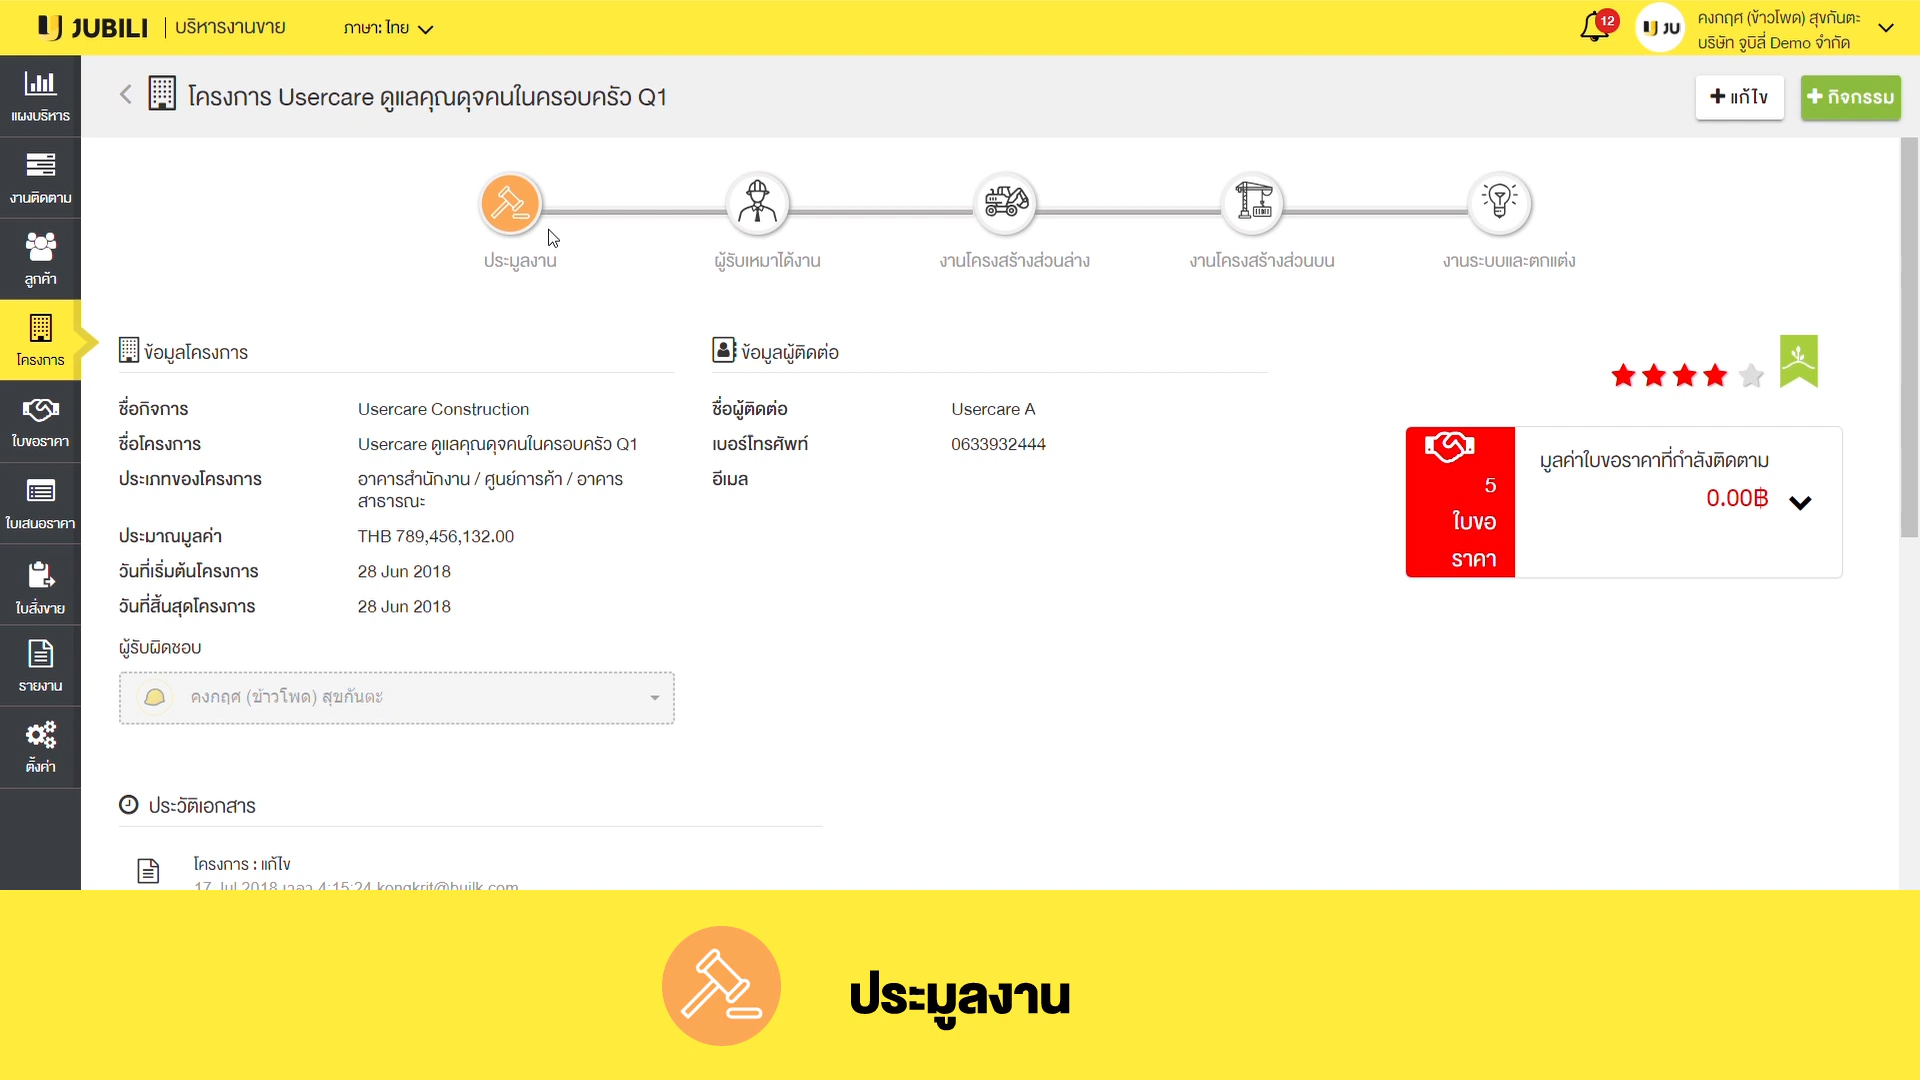 JUBILI บริหารงานขาย ภาษา: ไทย
12
JU
คงกฤศ (ข้าวโพด) สุขกันตะ
บริษัท จูบิลี่ Demo จำกัด
แผงบริหาร
งานติดตาม
ลูกค้า
โครงการ
ใบขอราคา
ใบเสนอราคา
ใบสั่งขาย
รายงาน
ตั้งค่า
โครงการ Usercare ดูแลคุณดุจคนในครอบครัว Q1
แก้ไข
กิจกรรม
ประมูลงาน
ผู้รับเหมาได้งาน
งานโครงสร้างส่วนล่าง
งานโครงสร้างส่วนบน
งานระบบและตกแต่ง
ข้อมูลโครงการ
ชื่อกิจการ Usercare Construction
ชื่อโครงการ Usercare ดูแลคุณดุจคนในครอบครัว Q1
ประเภทของโครงการ อาคารสำนักงาน / ศูนย์การค้า / อาคาร
สาธารณะ
ประมาณมูลค่า THB 789,456,132.00
วันที่เริ่มต้นโครงการ 28 Jun 2018
วันที่สิ้นสุดโครงการ 28 Jun 2018
ผู้รับผิดชอบ
คงกฤศ (ข้าวโพด) สุขกันตะ
ข้อมูลผู้ติดต่อ
ชื่อผู้ติดต่อ Usercare A
เบอร์โทรศัพท์ 0633932444
อีเมล
5
ใบขอ
ราคา
มูลค่าใบขอราคาที่กำลังติดตาม
0.00฿
ประวัติเอกสาร
โครงการ : แก้ไข
17 Jul 2018 เวลา 4:15:24 kongkrit@builk.com
ประมูลงาน